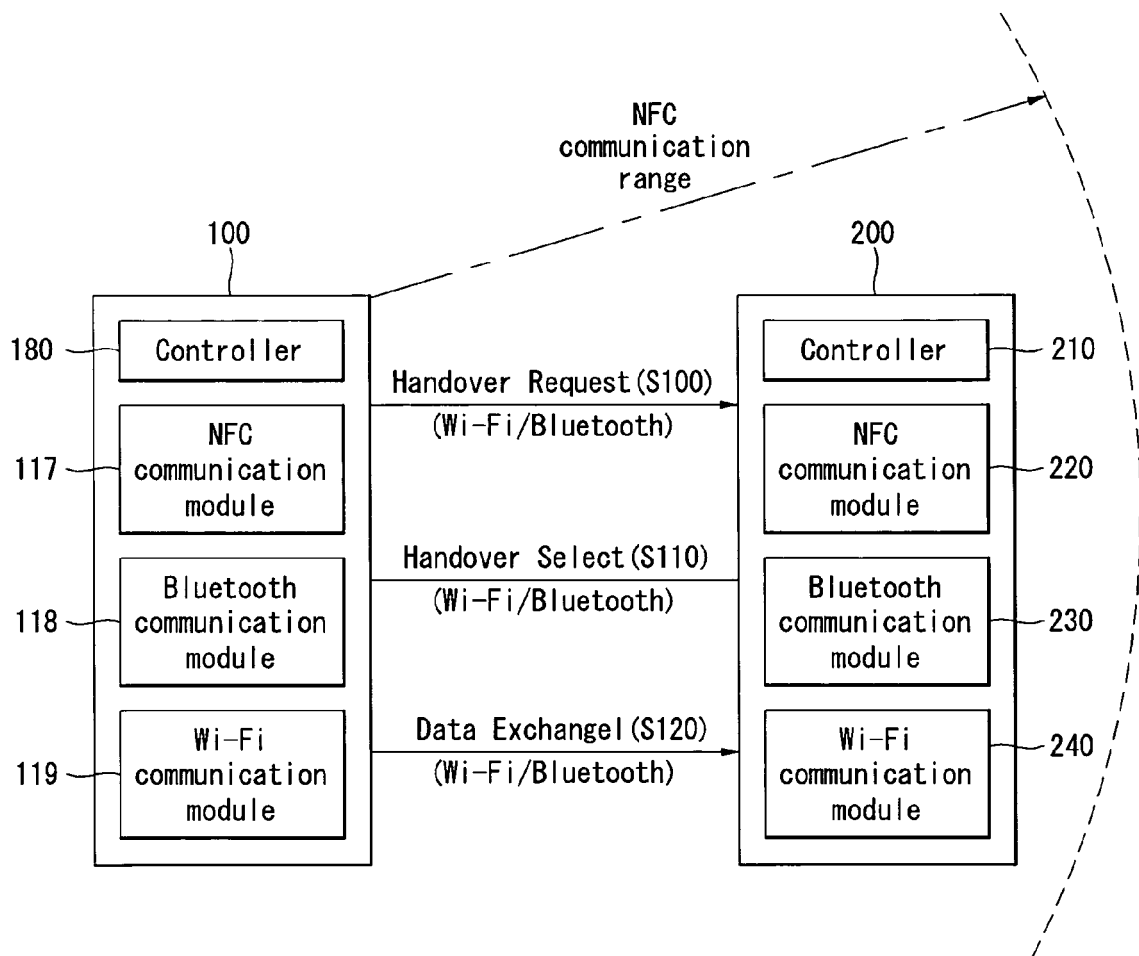 NFC
communication
range
100
200
180
Controller
Controller
210
Handover Request(S100)
(Wi-Fi/Bluetooth)
117
NFC
communication
module
NFC
communication
module
220
Handover Select(S110)
(Wi-Fi/Bluetooth)
118
Bluetooth
communication
module
Bluetooth
communication
module
230
Data Exchangel(S120)
(Wi-Fi/Bluetooth)
119
Wi-Fi
communication
module
Wi-Fi
communication
module
240